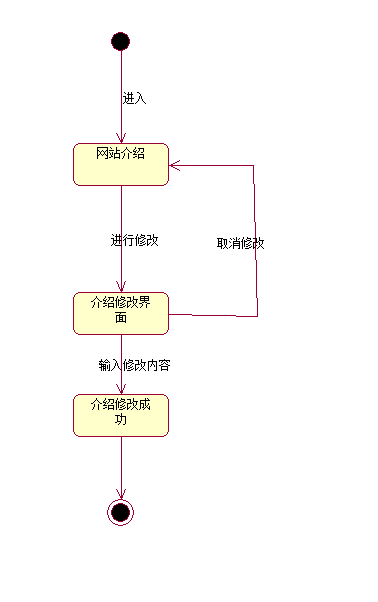 进入
网站介绍
进行修改
取消修改
介绍修改界
面
输入修改内容
介绍修改成
功